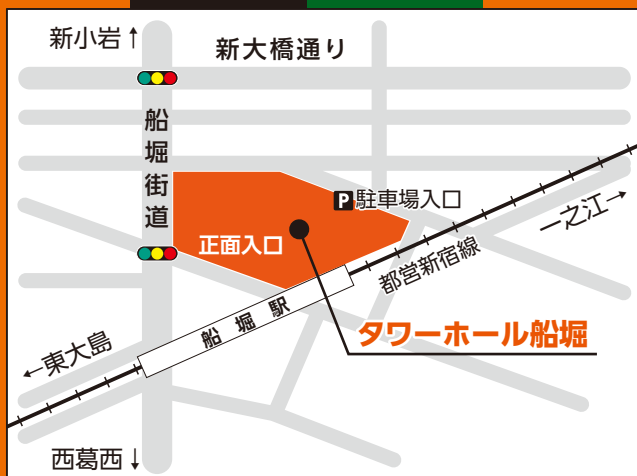 新小岩↑
新大橋通り
船堀街道
P 駐車場入口
正面入口
一之江→
都営新宿線
船堀駅
タワーホール船堀
←東大島
西葛西↓